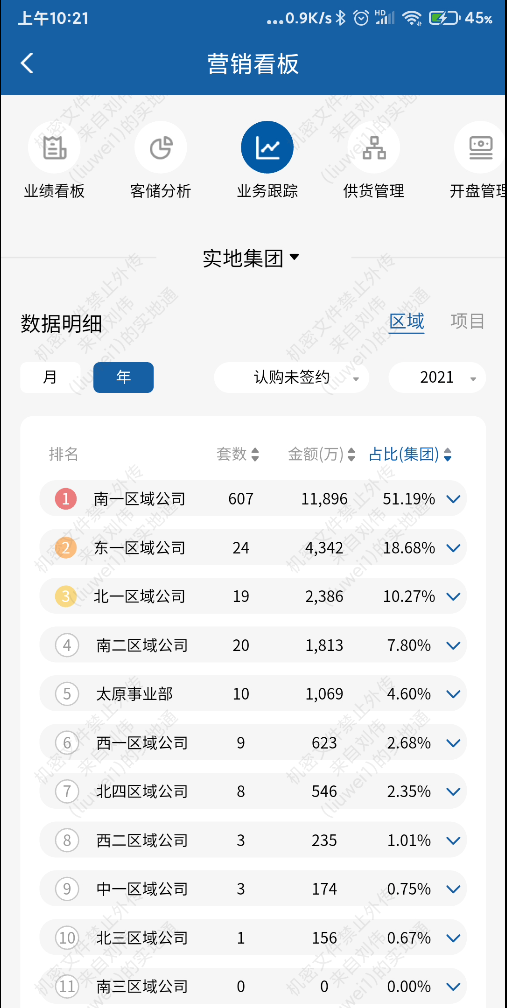 上午10:21 ...0.9K/s HD 45%
营销看板
业绩看板 客储分析 业务跟踪 供货管理 开盘管理
实地集团
数据明细 区域 项目
月 年 认购未签约 2021
排名 套数 金额(万) 占比(集团)
1 南一区域公司 607 11,896 51.19%
2 东一区域公司 24 4,342 18.68%
3 北一区域公司 19 2,386 10.27%
4 南二区域公司 20 1,813 7.80%
5 太原事业部 10 1,069 4.60%
6 西一区域公司 9 623 2.68%
7 北四区域公司 8 546 2.35%
8 西二区域公司 3 235 1.01%
9 中一区域公司 3 174 0.75%
10 北三区域公司 1 156 0.67%
11 南三区域公司 0 0 0.00%
机密文件禁止外传
来自刘伟
(liuwei1)的实地通